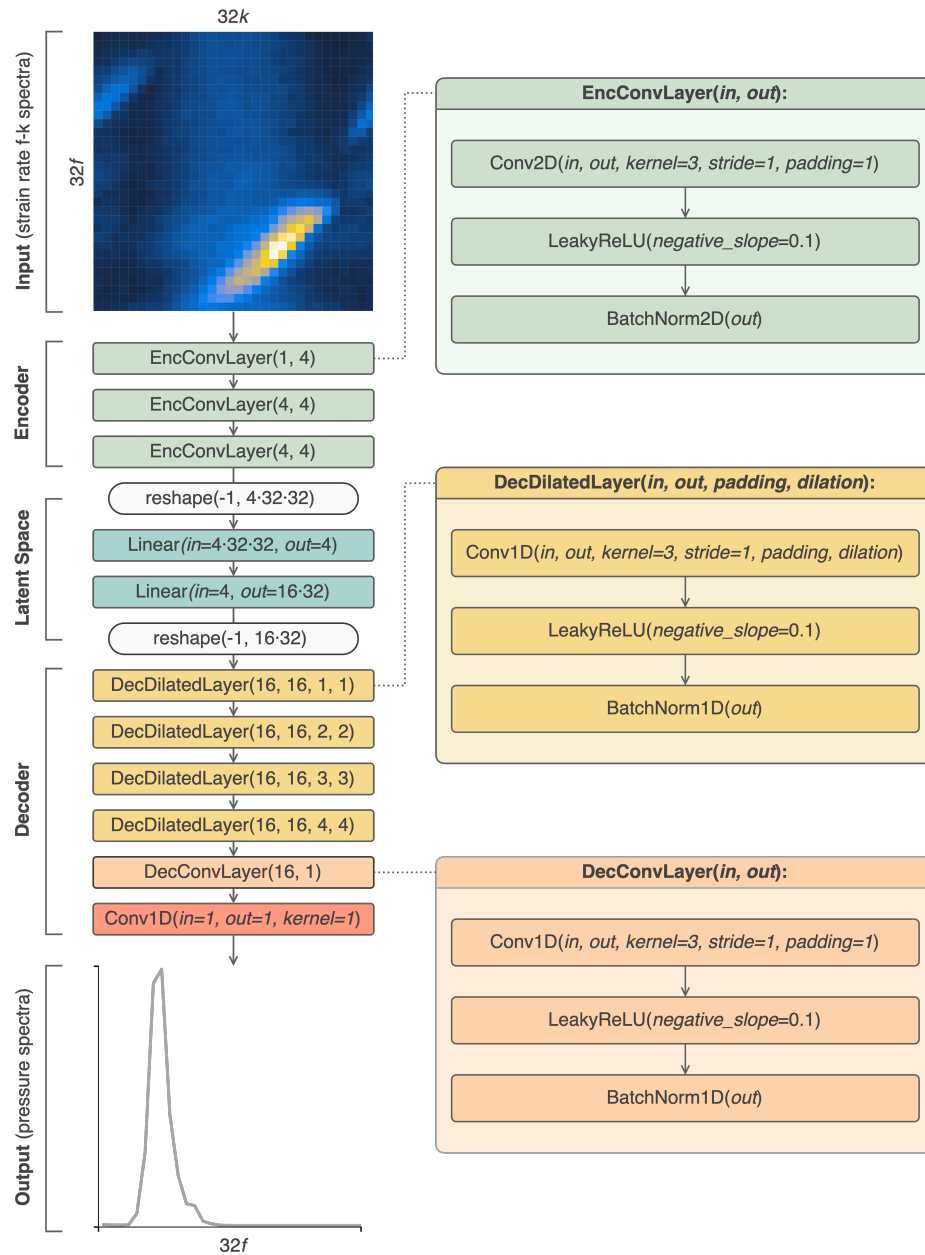 32k
32f
Input (strain rate f-k spectra)
EncConvLayer(1, 4)
EncConvLayer(4, 4)
EncConvLayer(4, 4)
Encoder
reshape(-1, 4·32·32)
Linear(in=4·32·32, out=4)
Linear(in=4, out=16·32)
reshape(-1, 16·32)
Latent Space
DecDilatedLayer(16, 16, 1, 1)
DecDilatedLayer(16, 16, 2, 2)
DecDilatedLayer(16, 16, 3, 3)
DecDilatedLayer(16, 16, 4, 4)
DecConvLayer(16, 1)
Conv1D(in=1, out=1, kernel=1)
Decoder
Output (pressure spectra)
32f
EncConvLayer(in, out):
Conv2D(in, out, kernel=3, stride=1, padding=1)
LeakyReLU(negative_slope=0.1)
BatchNorm2D(out)
DecDilatedLayer(in, out, padding, dilation):
Conv1D(in, out, kernel=3, stride=1, padding, dilation)
LeakyReLU(negative_slope=0.1)
BatchNorm1D(out)
DecConvLayer(in, out):
Conv1D(in, out, kernel=3, stride=1, padding=1)
LeakyReLU(negative_slope=0.1)
BatchNorm1D(out)